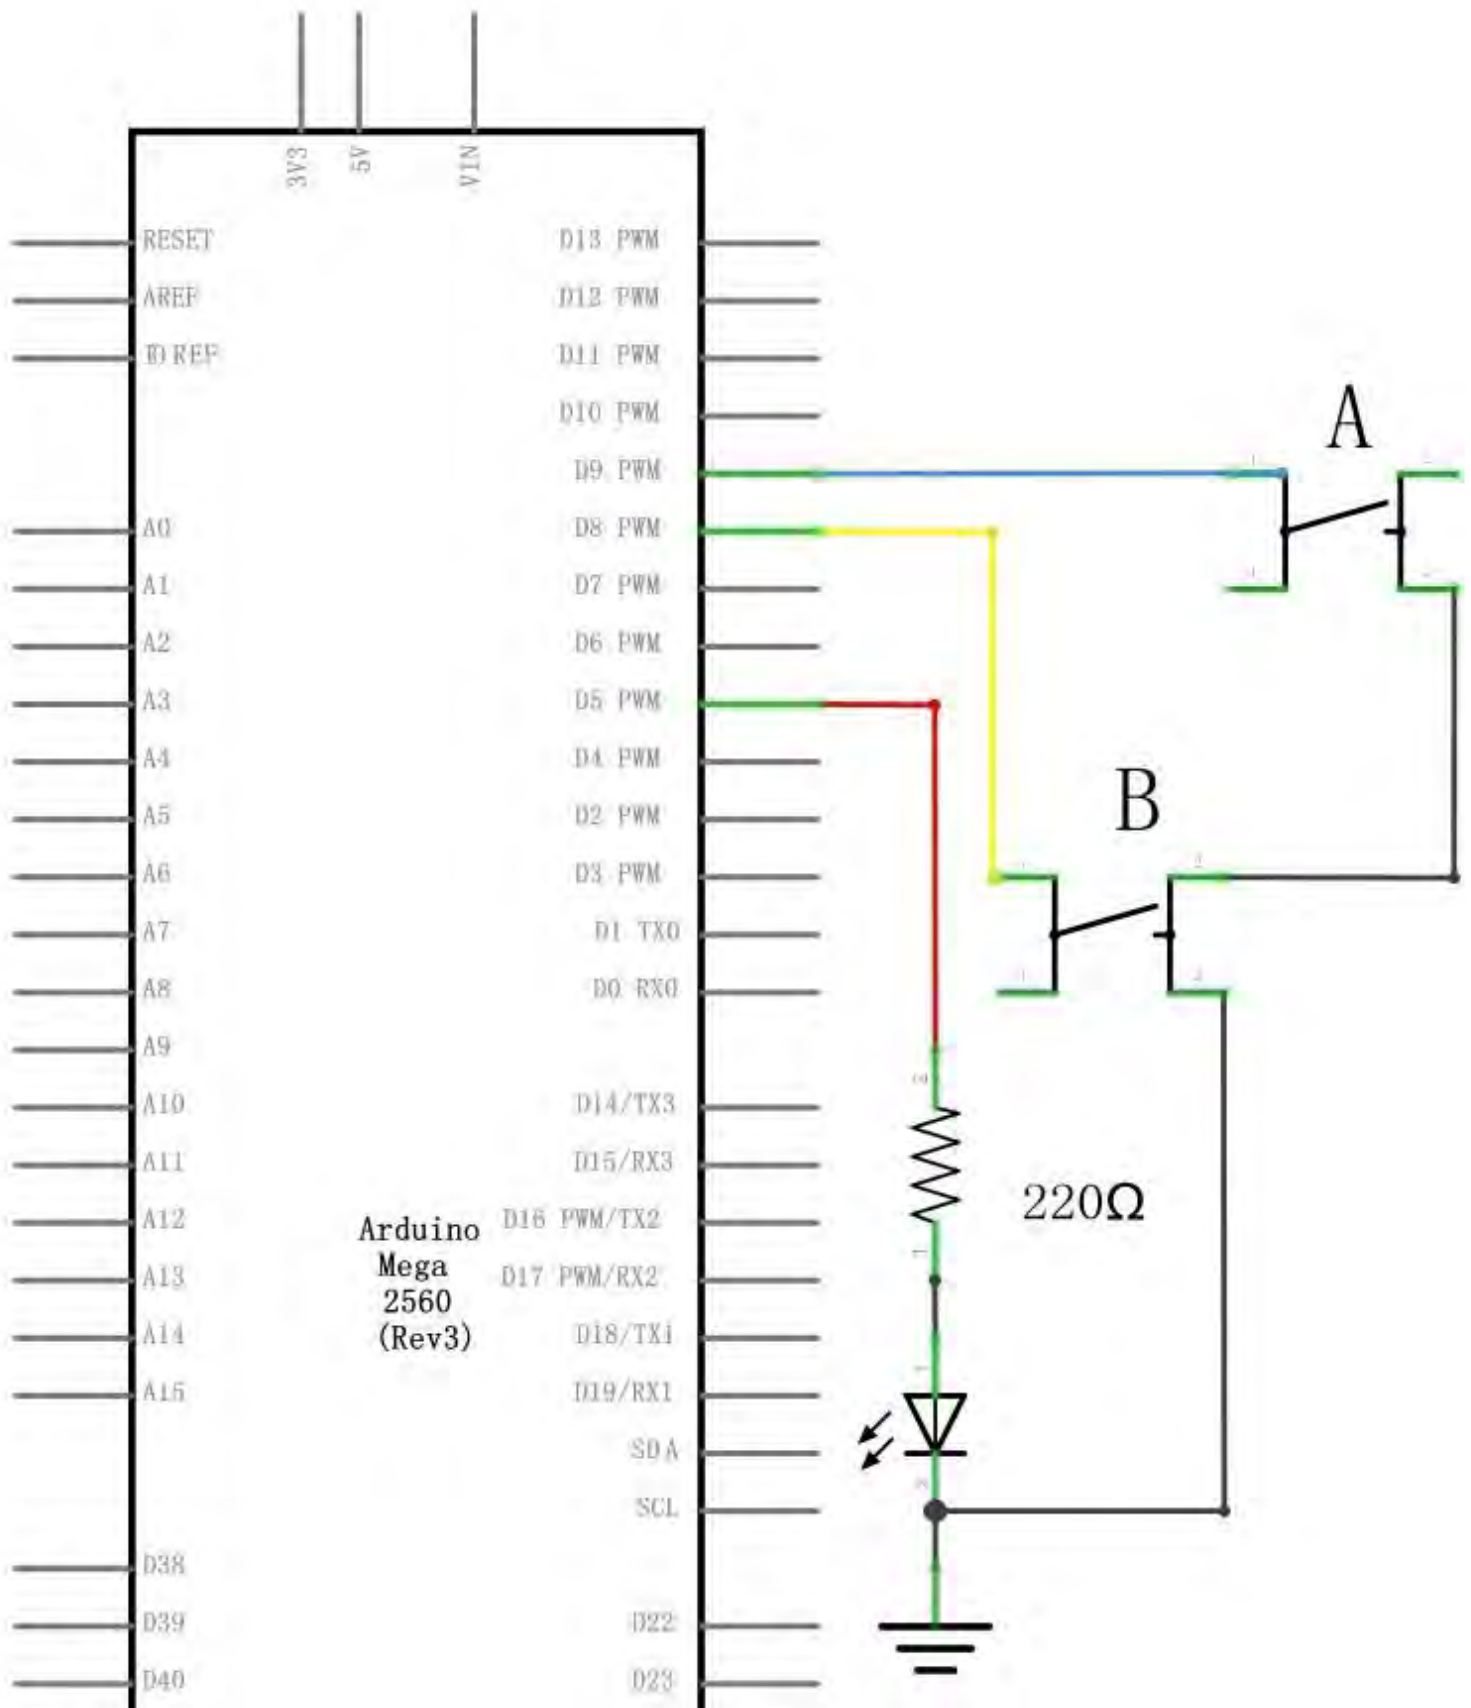 3V3
5V
VIN
RESET
AREF
A0
A1
A2
A3
A4
A5
A6
A7
A8
A9
A10
A11
A12
A13
A14
A15
D38
D39
D40
Arduino
Mega
2560
(Rev3)
D13 PWM
D12 PWM
D11 PWM
D10 PWM
D9 PWM
D8 PWM
D7 PWM
D6 PWM
D5 PWM
D4 PWM
D2 PWM
D3 PWM
D1 TX0
D0 RX0
D14/TX3
D15/RX3
D16 PWM/TX2
D17 PWM/RX2
D18/TX1
D19/RX1
SDA
SCL
D22
D23
A
B
220Ω